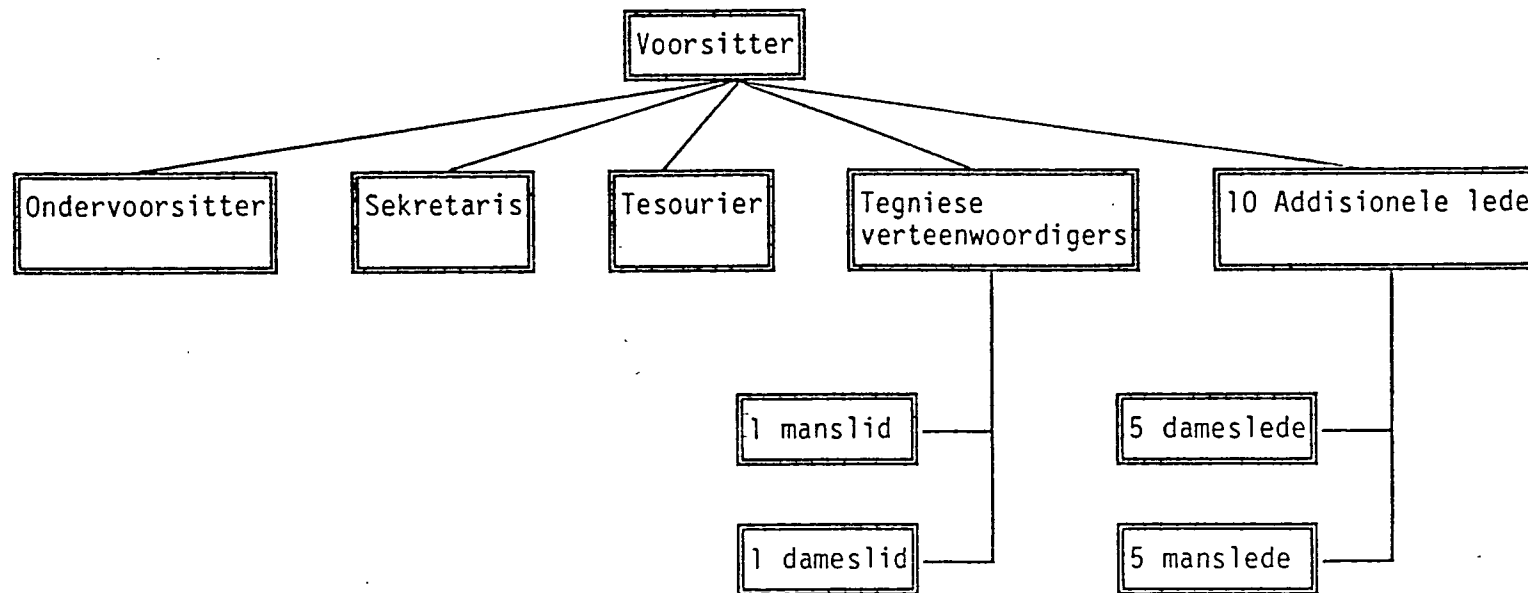 Voorsitter
Ondervoorsitter
Sekretaris
Tesourier
Tegniese
verteenwoordigers
10 Addisionele lede
1 manslid
5 dameslede
1 dameslid
5 manslede